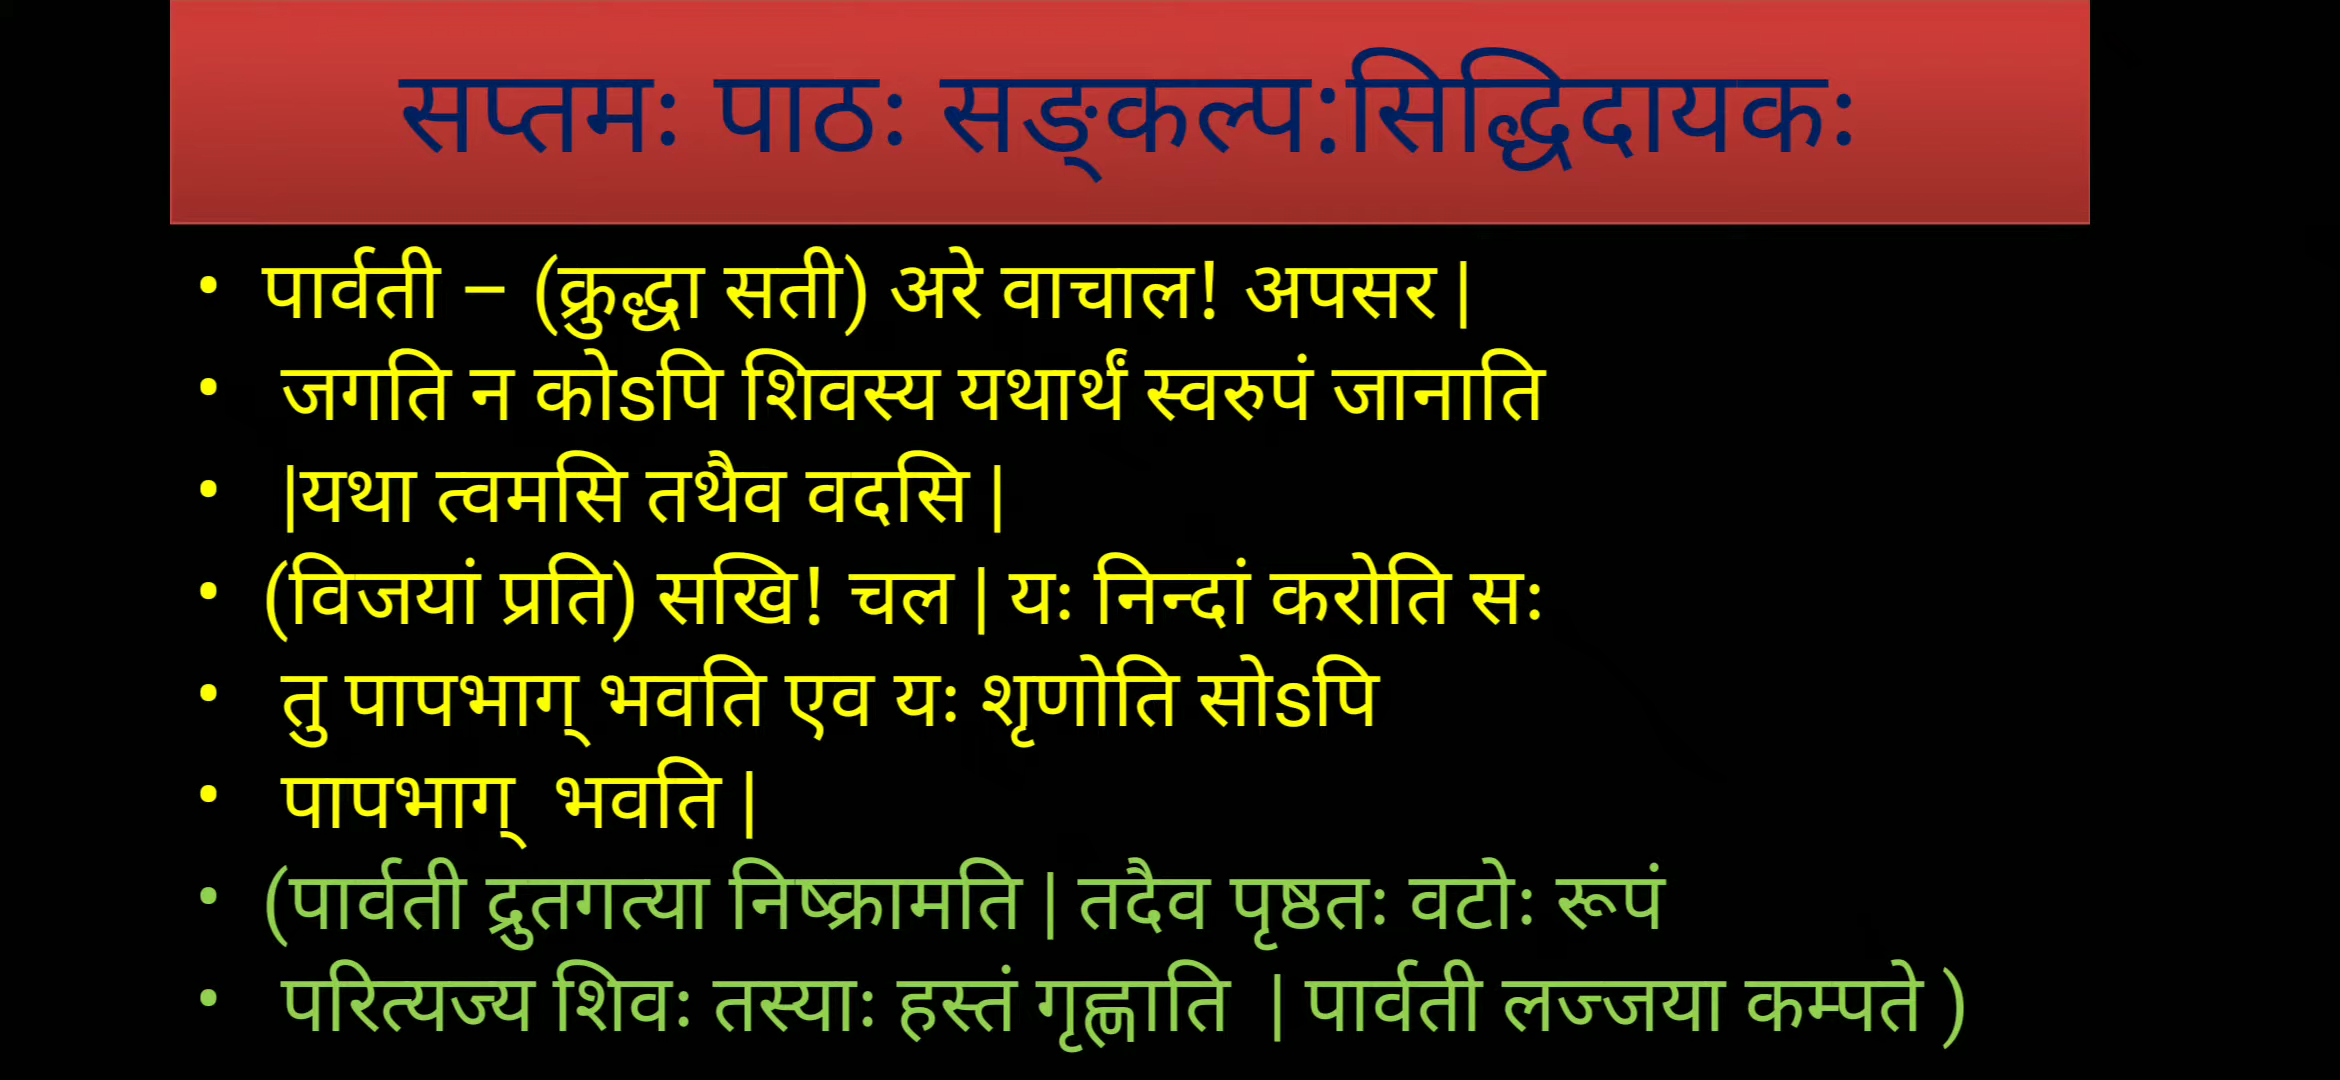 सप्तमः पाठः सङ्कल्प:सिद्धिदायकः
• पार्वती – (क्रुद्धा सती) अरे वाचाल! अपसर |
• जगति न कोsपि शिवस्य यथार्थं स्वरुपं जानाति
• |यथा त्वमसि तथैव वदसि |
• (विजयां प्रति) सखि! चल | यः निन्दां करोति सः
• तु पापभाग् भवति एव यः शृणोति सोsपि
• पापभाग् भवति |
• (पार्वती द्रुतगत्या निष्क्रामति | तदैव पृष्ठतः वटोः रूपं
• परित्यज्य शिवः तस्याः हस्तं गृह्णाति | पार्वती लज्जया कम्पते )